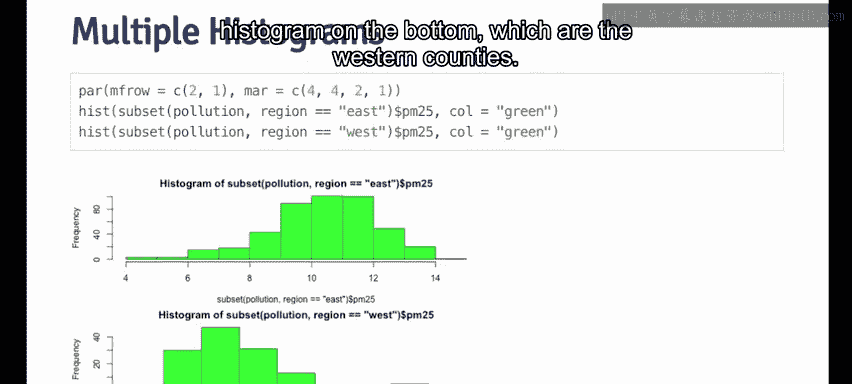 Multiple Histograms
histogram on the bottom, which are the
western counties.
par(mfrow = c(2, 1), mar = c(4, 4, 2, 1))
hist(subset(pollution, region == "east")$pm25, col = "green")
hist(subset(pollution, region == "west")$pm25, col = "green")
Histogram of subset(pollution, region == "east")$pm25
Frequency
80
40
0
4 6 8 10 12 14
subset(pollution, region == "east")$pm25
Histogram of subset(pollution, region == "west")$pm25
Frequency
40
20